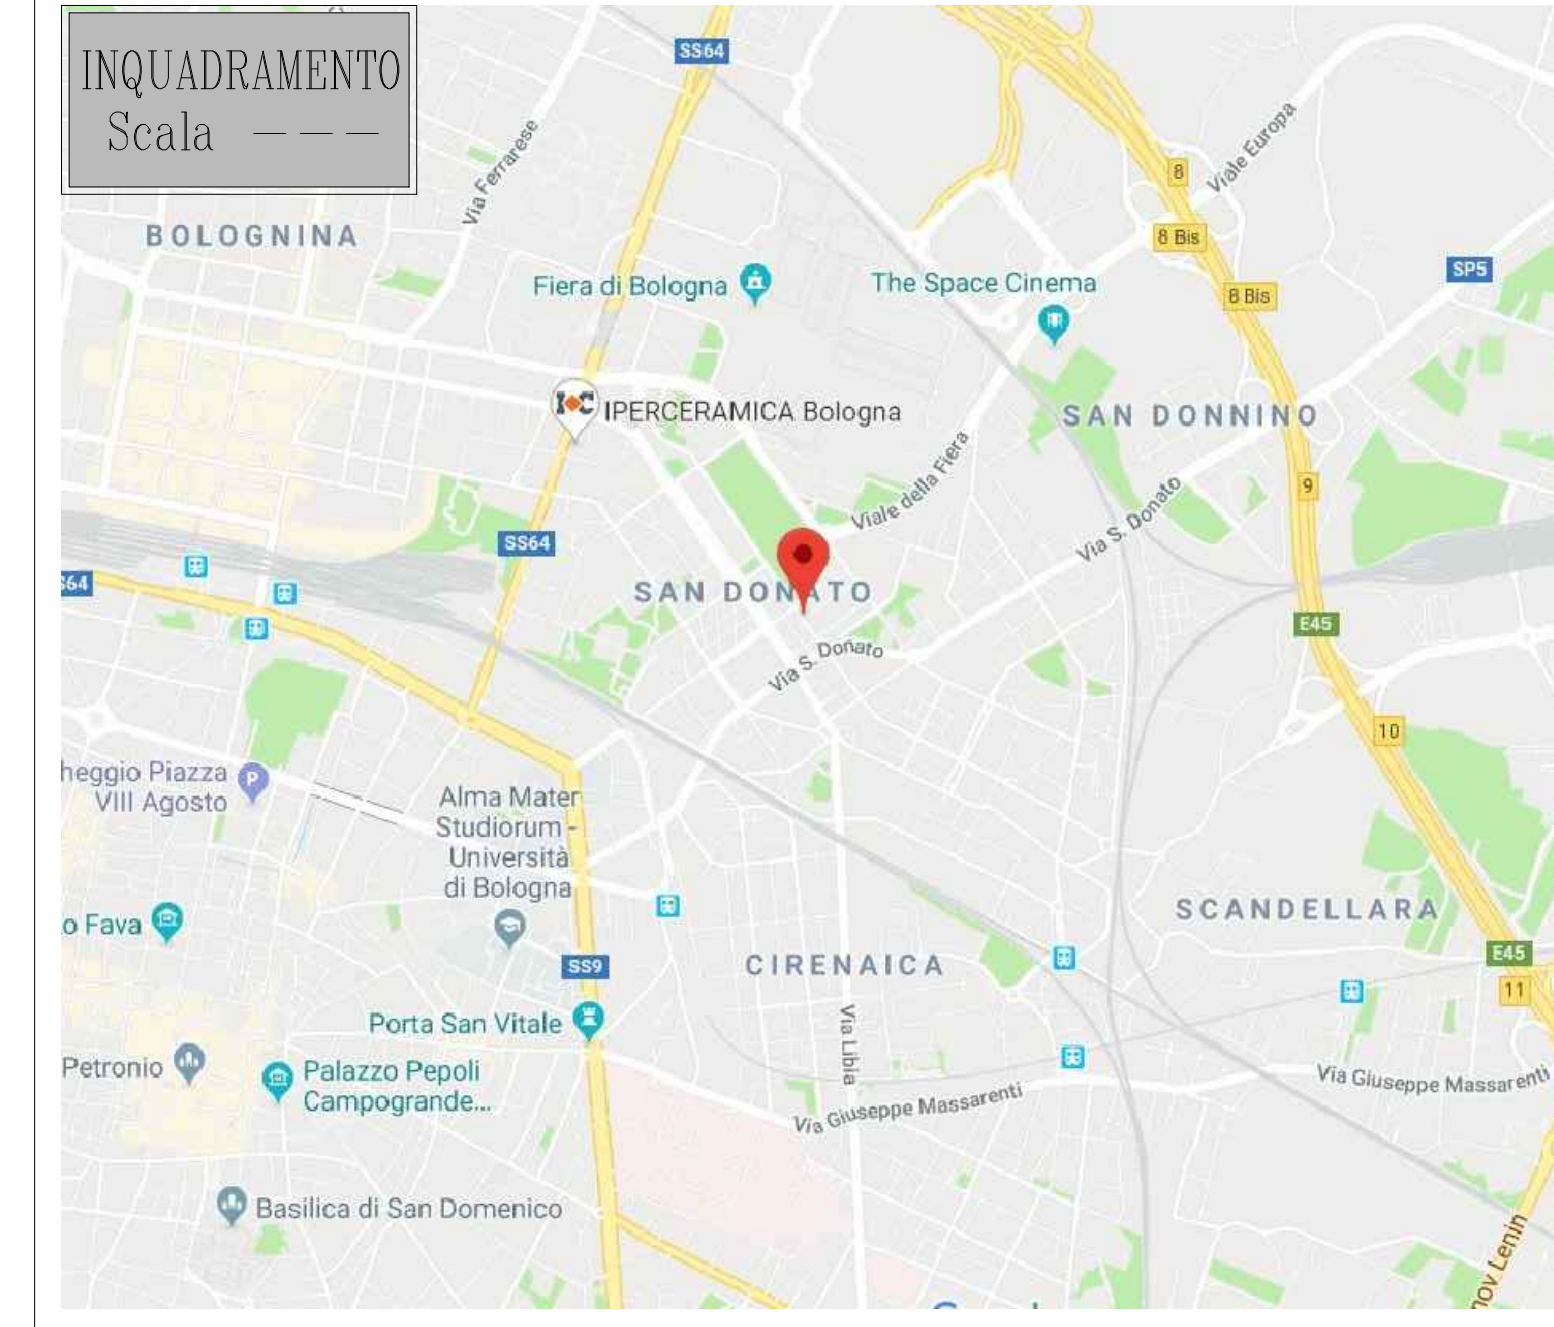 INQUADRAMENTO
Scala ---
SS64
Via Ferrarese
Viale Europa
8
8 Bis
8 Bis
SP5
BOLOGNINA
Fiera di Bologna
The Space Cinema
IPERCERAMICA Bologna
SAN DONNINO
Viale della Fiera
Via S. Donato
9
SS64
SAN DONATO
E45
Via S. Donato
10
Piazza
VIII Agosto
P
Alma Mater
Studiorum -
Università
di Bologna
Fava
SCANDELLARA
CIRENAICA
E45
11
SS9
Porta San Vitale
Via Libia
Petronio
Palazzo Pepoli
Campogrande...
Via Giuseppe Massarenti
Via Giuseppe Massarenti
Basilica di San Domenico
Lenin